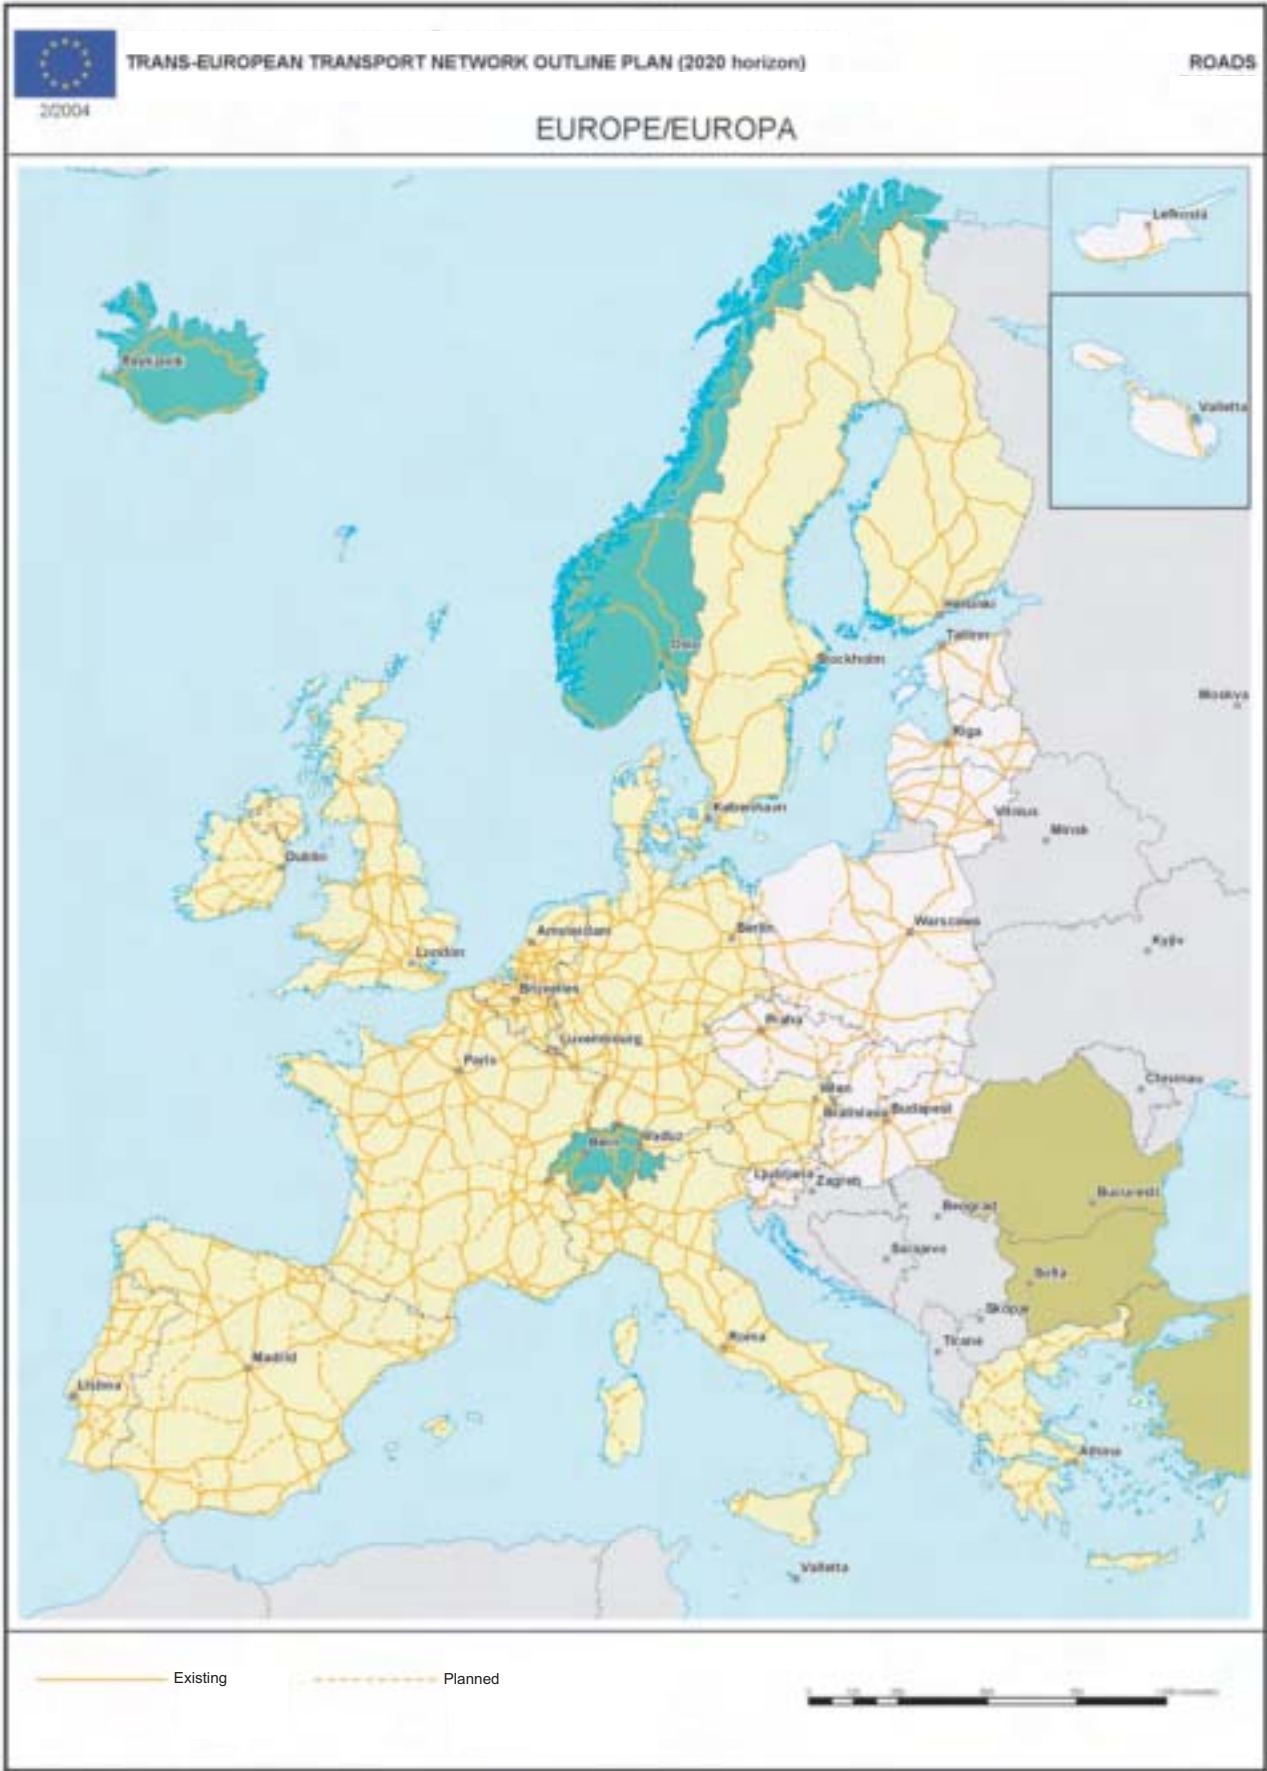 TRANS-EUROPEAN TRANSPORT NETWORK OUTLINE PLAN (2020 horizon)
ROADS
2/2004
EUROPE/EUROPA
Lefkosia
Reykjavik
Valletta
Helsinki
Tallinn
Oslo
Stockholm
Moskva
Riga
København
Vilnius
Minsk
Dublin
Amsterdam
Berlin
Warszawa
Kyjiv
London
Bruxelles
Praha
Luxembourg
Paris
Wien
Chisinau
Bratislava
Budapest
Bern
Vaduz
Ljubljana
Zagreb
Bucuresti
Beograd
Sarajevo
Sofia
Skopje
Roma
Tirane
Madrid
Lisboa
Athina
Valletta
Existing
Planned